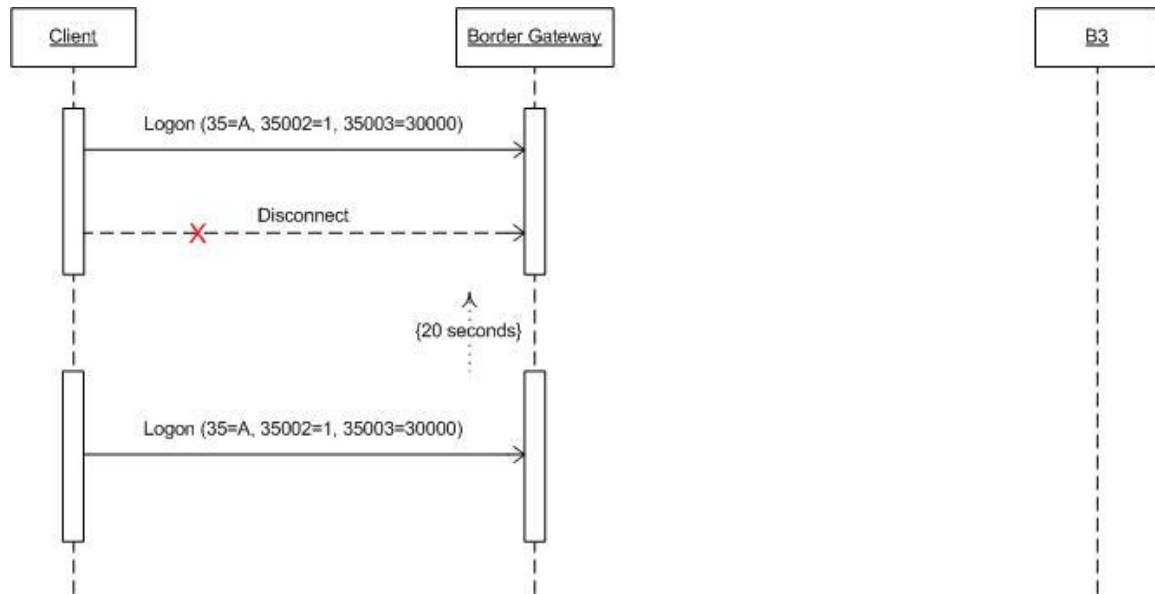 Client
Border Gateway
B3
Logon (35=A, 35002=1, 35003=30000)
Disconnect
{20 seconds}
Logon (35=A, 35002=1, 35003=30000)